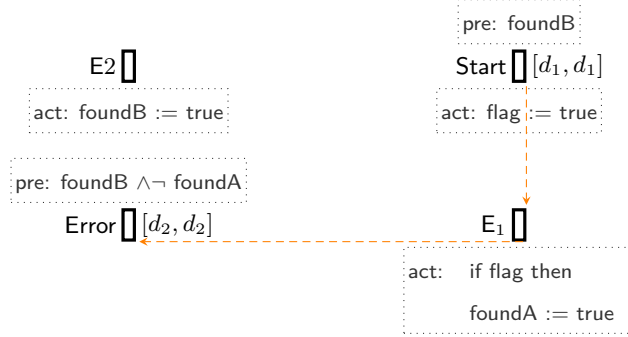 pre: foundB
E2
Start [d₁, d₁]
act: foundB := true
act: flag := true
pre: foundB ∧¬ foundA
Error [d₂, d₂]
E₁
act: if flag then
foundA := true